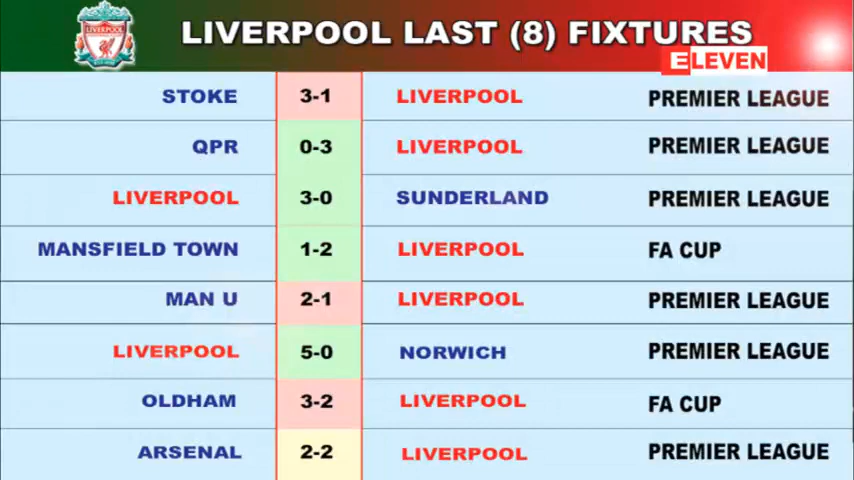 LIVERPOOL LAST (8) FIXTURES
ELEVEN
STOKE 3-1 LIVERPOOL PREMIER LEAGUE
QPR 0-3 LIVERPOOL PREMIER LEAGUE
LIVERPOOL 3-0 SUNDERLAND PREMIER LEAGUE
MANSFIELD TOWN 1-2 LIVERPOOL FA CUP
MAN U 2-1 LIVERPOOL PREMIER LEAGUE
LIVERPOOL 5-0 NORWICH PREMIER LEAGUE
OLDHAM 3-2 LIVERPOOL FA CUP
ARSENAL 2-2 LIVERPOOL PREMIER LEAGUE